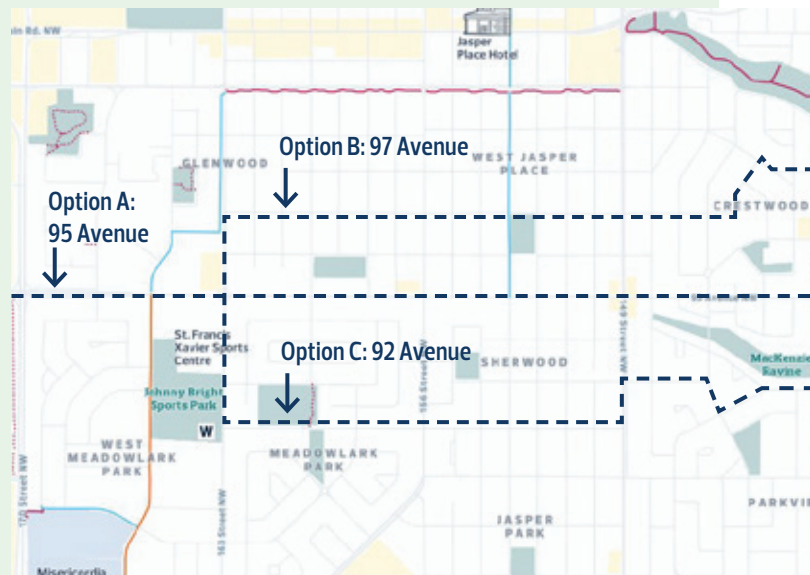 Jasper
Place Hotel
Option B: 97 Avenue
GLENWOOD
WEST JASPER
PLACE
Option A:
95 Avenue
CRESTWOOD
149 Street NW
St. Francis
Xavier Sports
Centre
Option C: 92 Avenue
156 Street NW
SHERWOOD
MacKenzie
Ravine
Johnny Bright
Sports Park
W
WEST
MEADOWLARK
PARK
MEADOWLARK
PARK
170 Street NW
163 Street NW
JASPER
PARK
PARKVIE
Misericordia